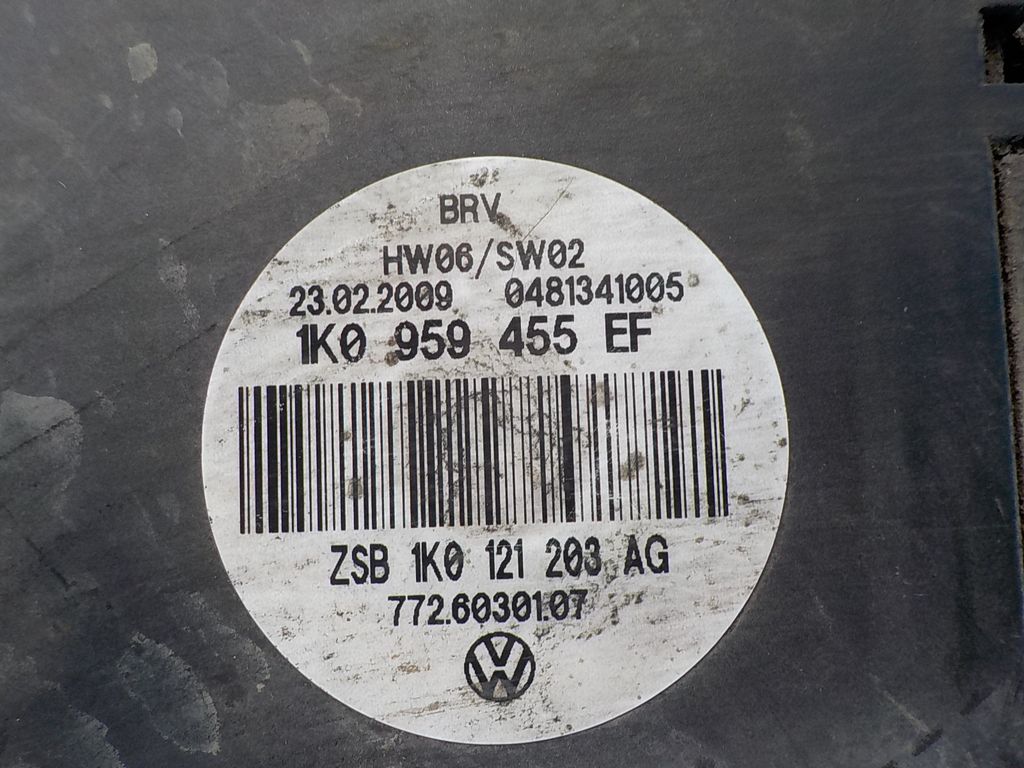 BRV
HW06/SW02
23.02.2009 0481341005
1K0 959 455 EF
ZSB 1K0 121 203 AG
772.60301.07
VW